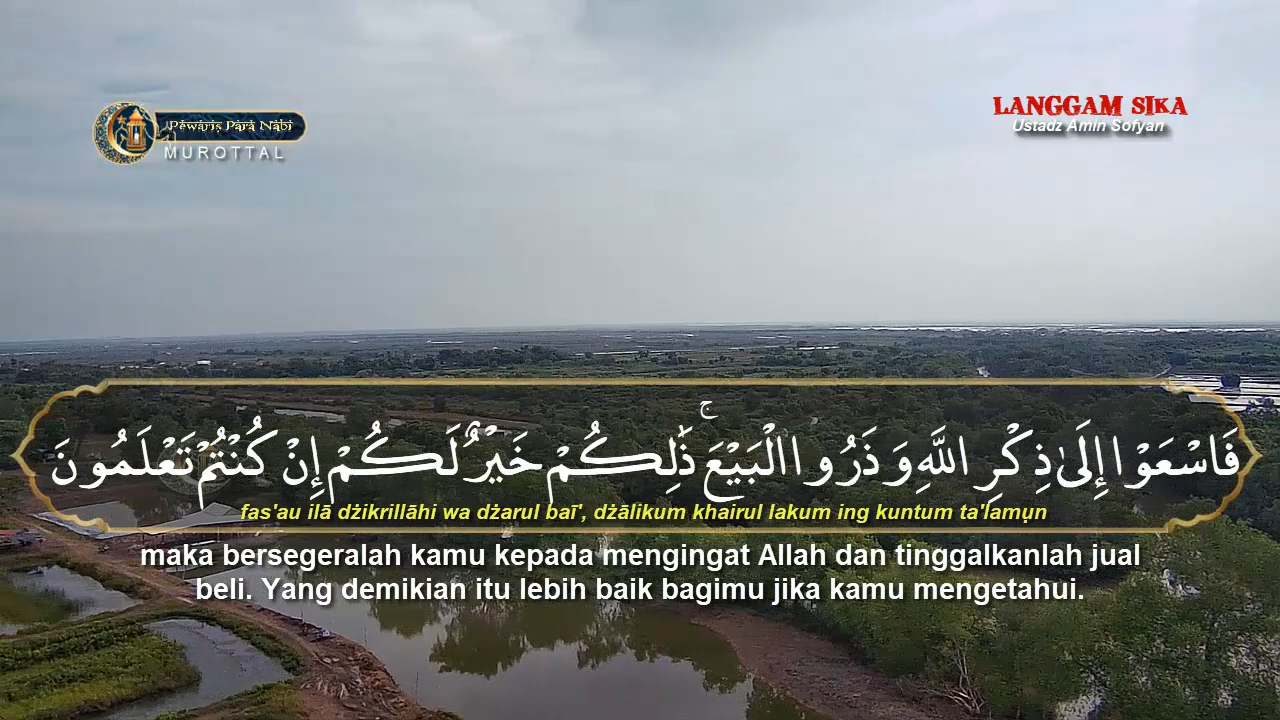 Pewaris Para Nabi
MUROTTAL
LANGGAM SIKA
Ustadz Amin Sofyan
فَاسْعَوْا إِلَىٰ ذِكْرِ اللَّهِ وَذَرُوا الْبَيْعَ ۚ ذَٰلِكُمْ خَيْرٌ لَكُمْ إِنْ كُنْتُمْ تَعْلَمُونَ
fas'au ilā dżikrillāhi wa dżarul baī', dżālikum khairul lakum ing kuntum ta'lamụn
maka bersegeralah kamu kepada mengingat Allah dan tinggalkanlah jual
beli. Yang demikian itu lebih baik bagimu jika kamu mengetahui.